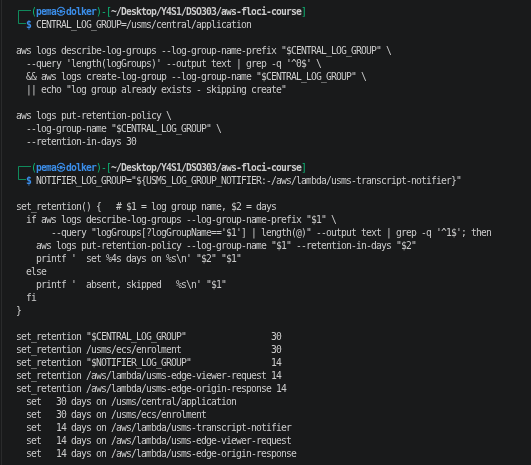 ┌──(pema㉿dolker)-[~/Desktop/Y4S1/DSO303/aws-floci-course]
└─$ CENTRAL_LOG_GROUP=/usms/central/application
aws logs describe-log-groups --log-group-name-prefix "$CENTRAL_LOG_GROUP" \
  --query 'length(logGroups)' --output text | grep -q '^0$' \
  && aws logs create-log-group --log-group-name "$CENTRAL_LOG_GROUP" \
  || echo "log group already exists - skipping create"
aws logs put-retention-policy \
  --log-group-name "$CENTRAL_LOG_GROUP" \
  --retention-in-days 30
┌──(pema㉿dolker)-[~/Desktop/Y4S1/DSO303/aws-floci-course]
└─$ NOTIFIER_LOG_GROUP="${USMS_LOG_GROUP_NOTIFIER:-/aws/lambda/usms-transcript-notifier}"
set_retention() {   # $1 = log group name, $2 = days
  if aws logs describe-log-groups --log-group-name-prefix "$1" \
       --query "logGroups[?logGroupName=='$1'] | length(@)" --output text | grep -q '^1$'; then
    aws logs put-retention-policy --log-group-name "$1" --retention-in-days "$2"
    printf '  set %4s days on %s\n' "$2" "$1"
  else
    printf '  absent, skipped   %s\n' "$1"
  fi
}
set_retention "$CENTRAL_LOG_GROUP"                 30
set_retention /usms/ecs/enrolment                  30
set_retention "$NOTIFIER_LOG_GROUP"                14
set_retention /aws/lambda/usms-edge-viewer-request 14
set_retention /aws/lambda/usms-edge-origin-response 14
  set   30 days on /usms/central/application
  set   30 days on /usms/ecs/enrolment
  set   14 days on /aws/lambda/usms-transcript-notifier
  set   14 days on /aws/lambda/usms-edge-viewer-request
  set   14 days on /aws/lambda/usms-edge-origin-response